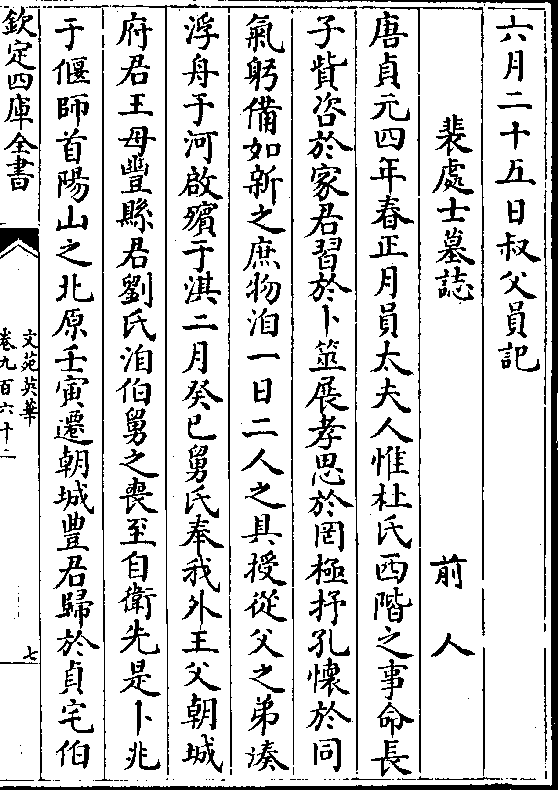 六月二十五日叔父員記
裴處士墓誌　前人
唐貞元四年春正月員太夫人惟杜氏西階之事命長
子貲咨於家君習於卜筮展孝思於罔極抒孔懷於同
氣躬備如新之庶物洎一日二人之具授從父之弟湊
浮舟于河啟殯于淇二月癸巳舅氏奉我外王父朝城
府君王母豐縣君劉氏洎伯舅之喪至自衛先是卜兆
于偃師首陽山之北原壬寅遷朝城豐君歸於貞宅伯
欽定四庫全書
文苑英華
卷九百六十二
七